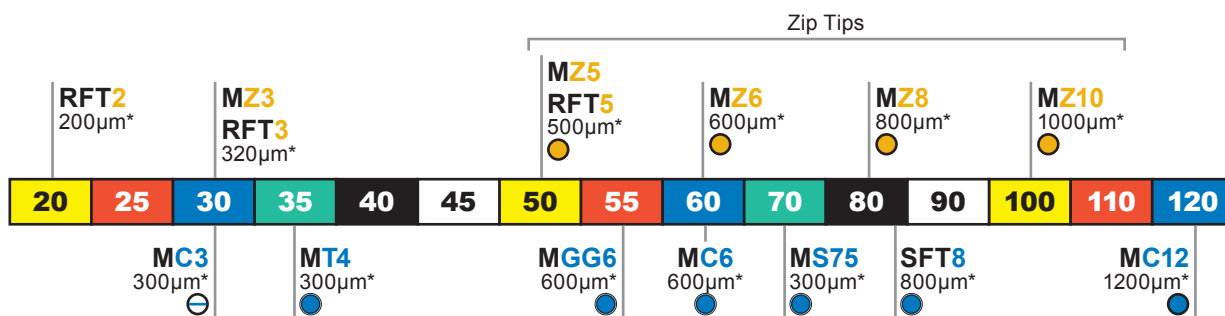 Zip Tips
RFT2
200µm*
MZ3
RFT3
320µm*
MZ5
RFT5
500µm*
MZ6
600µm*
MZ8
800µm*
MZ10
1000µm*
20 25 30 35 40 45 50 55 60 70 80 90 100 110 120
MC3
300µm*
MT4
300µm*
MGG6
600µm*
MC6
600µm*
MS75
300µm*
SFT8
800µm*
MC12
1200µm*